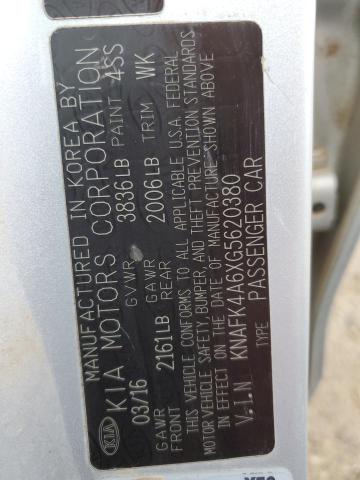 MANUFACTURED IN KOREA BY
KIA KIA MOTORS CORPORATION
03/16 GVWR 3836LB PAINT 4SS
GAWR FRONT 2161LB GAWR REAR 2006LB TRIM WK
THIS VEHICLE CONFORMS TO ALL APPLICABLE U.S.A. FEDERAL
MOTOR VEHICLE SAFETY, BUMPER, AND THEFT PREVENTION STANDARDS
IN EFFECT ON THE DATE OF MANUFACTURE SHOWN ABOVE
V.I.N KNAFK4A6XG5620380
TYPE PASSENGER CAR